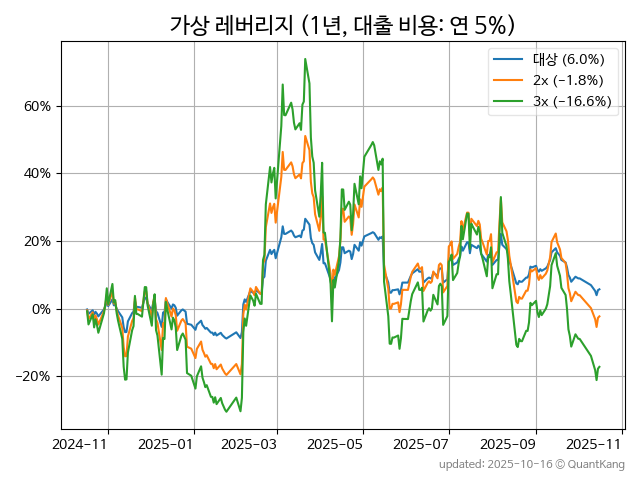 가상 레버리지 (1년, 대출 비용: 연 5%)
대상 (6.0%)
2x (−1.8%)
3x (−16.6%)
60%
40%
20%
0%
−20%
2024-11
2025-01
2025-03
2025-05
2025-07
2025-09
2025-11
updated: 2025-10-16 © QuantKang